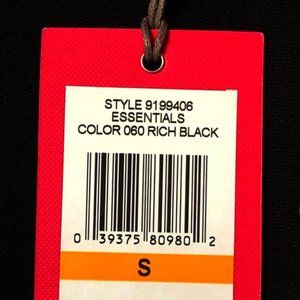 STYLE 9199406
ESSENTIALS
COLOR 060 RICH BLACK
0 39375 80980 2
S